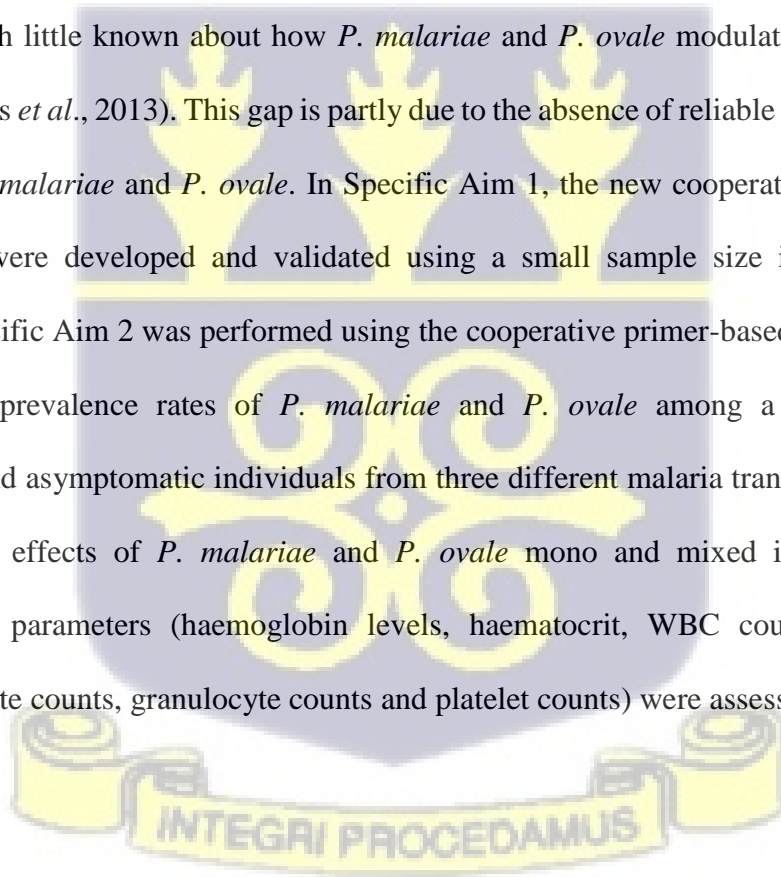 h little known about how P. malariae and P. ovale modulat
s et al., 2013). This gap is partly due to the absence of reliable
malariae and P. ovale. In Specific Aim 1, the new cooperat
were developed and validated using a small sample size i
cific Aim 2 was performed using the cooperative primer-based
prevalence rates of P. malariae and P. ovale among a
d asymptomatic individuals from three different malaria tran
effects of P. malariae and P. ovale mono and mixed i
parameters (haemoglobin levels, haematocrit, WBC cou
te counts, granulocyte counts and platelet counts) were assess
INTEGRI PROCEDAMUS